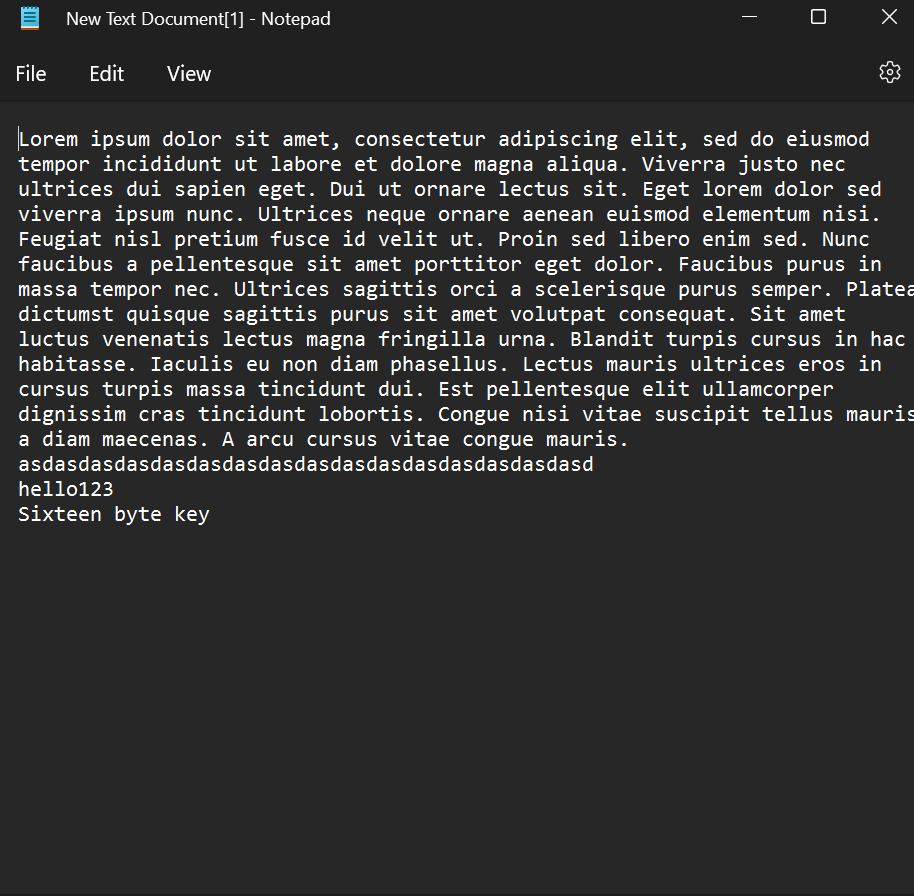 New Text Document[1] - Notepad
File Edit View
Lorem ipsum dolor sit amet, consectetur adipiscing elit, sed do eiusmod
tempor incididunt ut labore et dolore magna aliqua. Viverra justo nec
ultrices dui sapien eget. Dui ut ornare lectus sit. Eget lorem dolor sed
viverra ipsum nunc. Ultrices neque ornare aenean euismod elementum nisi.
Feugiat nisl pretium fusce id velit ut. Proin sed libero enim sed. Nunc
faucibus a pellentesque sit amet porttitor eget dolor. Faucibus purus in
massa tempor nec. Ultrices sagittis orci a scelerisque purus semper. Platea
dictumst quisque sagittis purus sit amet volutpat consequat. Sit amet
luctus venenatis lectus magna fringilla urna. Blandit turpis cursus in hac
habitasse. Iaculis eu non diam phasellus. Lectus mauris ultrices eros in
cursus turpis massa tincidunt dui. Est pellentesque elit ullamcorper
dignissim cras tincidunt lobortis. Congue nisi vitae suscipit tellus mauris
a diam maecenas. A arcu cursus vitae congue mauris.
asdasdasdasdasdasdasdasdasdasdasdasdasdasdasdasd
hello123
Sixteen byte key